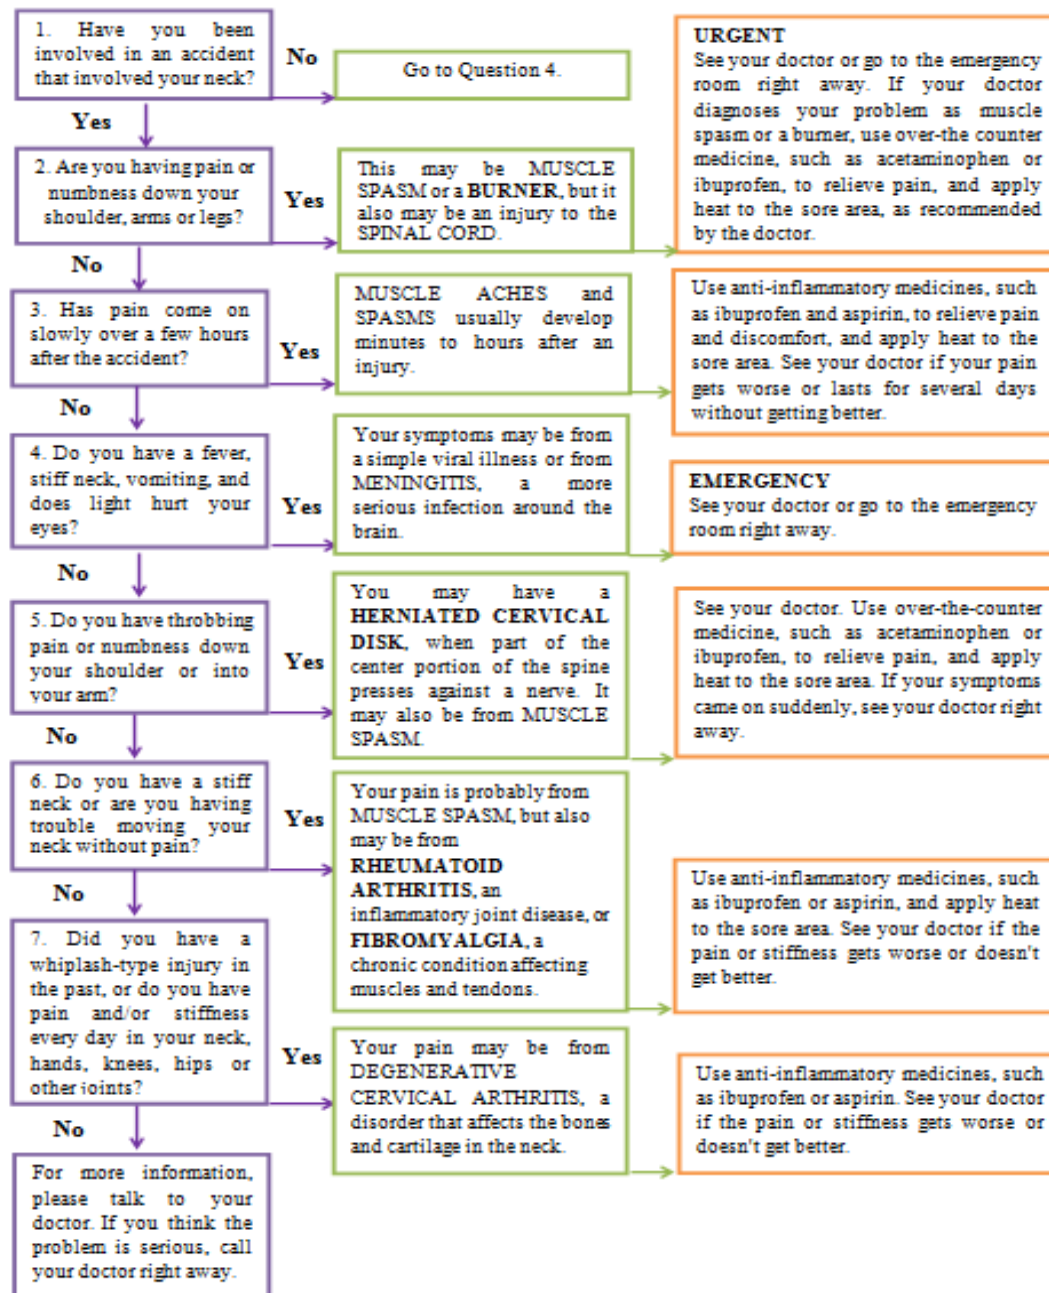 1. Have you been
involved in an accident
that involved your neck?
No
Go to Question 4.
URGENT
See your doctor or go to the emergency
room right away. If your doctor
diagnoses your problem as muscle
spasm or a burner, use over-the counter
medicine, such as acetaminophen or
ibuprofen, to relieve pain, and apply
heat to the sore area, as recommended
by the doctor.
Yes
2. Are you having pain or
numbness down your
shoulder, arms or legs?
Yes
This may be MUSCLE
SPASM or a BURNER, but it
also may be an injury to the
SPINAL CORD.
No
3. Has pain come on
slowly over a few hours
after the accident?
Yes
MUSCLE ACHES and
SPASMS usually develop
minutes to hours after an
injury.
Use anti-inflammatory medicines, such
as ibuprofen and aspirin, to relieve pain
and discomfort, and apply heat to the
sore area. See your doctor if your pain
gets worse or lasts for several days
without getting better.
No
4. Do you have a fever,
stiff neck, vomiting, and
does light hurt your
eyes?
Yes
Your symptoms may be from
a simple viral illness or from
MENINGITIS, a more
serious infection around the
brain.
EMERGENCY
See your doctor or go to the emergency
room right away.
No
5. Do you have throbbing
pain or numbness down
your shoulder or into
your arm?
Yes
You may have a
HERNIATED CERVICAL
DISK, when part of the
center portion of the spine
presses against a nerve. It
may also be from MUSCLE
SPASM.
See your doctor. Use over-the-counter
medicine, such as acetaminophen or
ibuprofen, to relieve pain, and apply
heat to the sore area. If your symptoms
came on suddenly, see your doctor right
away.
No
6. Do you have a stiff
neck or are you having
trouble moving your
neck without pain?
Yes
Your pain is probably from
MUSCLE SPASM, but also
may be from
RHEUMATOID
ARTHRITIS, an
inflammatory joint disease, or
FIBROMYALGIA, a
chronic condition affecting
muscles and tendons.
Use anti-inflammatory medicines, such
as ibuprofen or aspirin, and apply heat
to the sore area. See your doctor if the
pain or stiffness gets worse or doesn't
get better.
No
7. Did you have a
whiplash-type injury in
the past, or do you have
pain and/or stiffness
every day in your neck,
hands, knees, hips or
other joints?
Yes
Your pain may be from
DEGENERATIVE
CERVICAL ARTHRITIS, a
disorder that affects the bones
and cartilage in the neck.
Use anti-inflammatory medicines, such
as ibuprofen or aspirin. See your doctor
if the pain or stiffness gets worse or
doesn't get better.
No
For more information,
please talk to your
doctor. If you think the
problem is serious, call
your doctor right away.